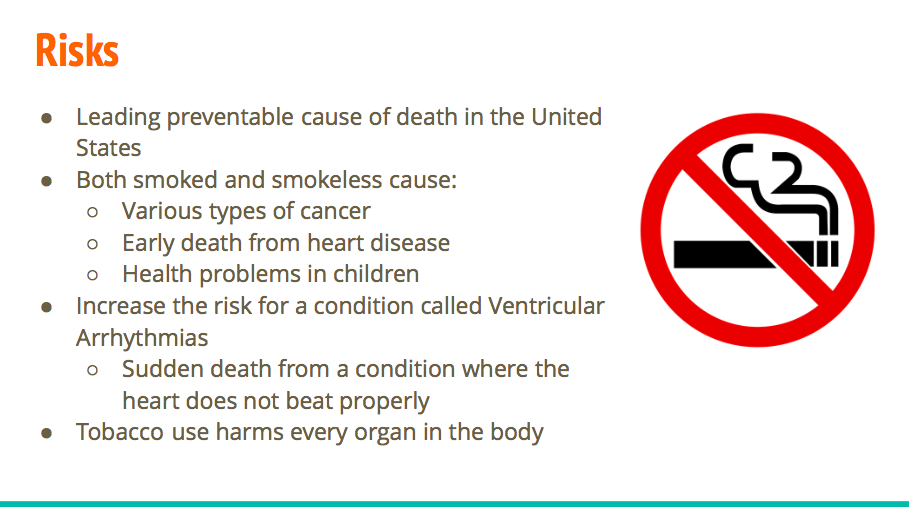 Risks
● Leading preventable cause of death in the United
States
● Both smoked and smokeless cause:
○ Various types of cancer
○ Early death from heart disease
○ Health problems in children
● Increase the risk for a condition called Ventricular
Arrhythmias
○ Sudden death from a condition where the
heart does not beat properly
● Tobacco use harms every organ in the body